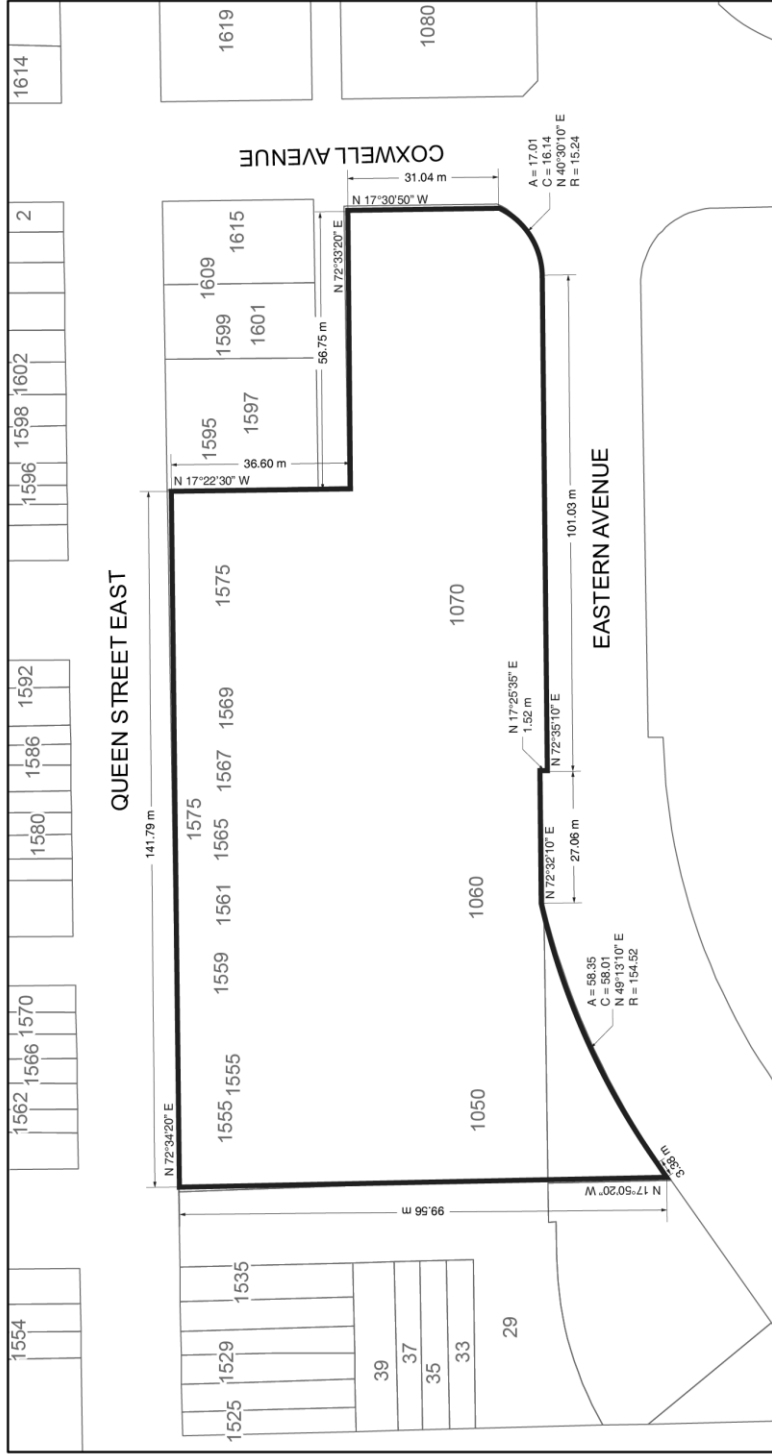 1614
1619
1080
COXWELL AVENUE
31.04 m
N 17°30'50" W
A = 17.01
C = 16.14
N 40°30'10" E
R = 15.24
2
1602
1598
1596
1615
1609
1599
1601
1595
1597
N 72°33'20" E
56.75 m
36.60 m
N 17°22'30" W
QUEEN STREET EAST
141.79 m
N 72°34'20" E
1592
1586
1580
1570
1566
1562
1554
1575
1569
1567
1575
1565
1561
1559
1555
1555
1070
1060
1050
EASTERN AVENUE
101.03 m
N 17°25'35" E
1.52 m
N 72°35'10" E
27.06 m
N 72°32'10" E
A = 58.35
C = 58.01
N 49°13'10" E
R = 154.52
3.38 m
N 17°50'20" W
99.56 m
1535
1529
1525
39
37
35
33
29